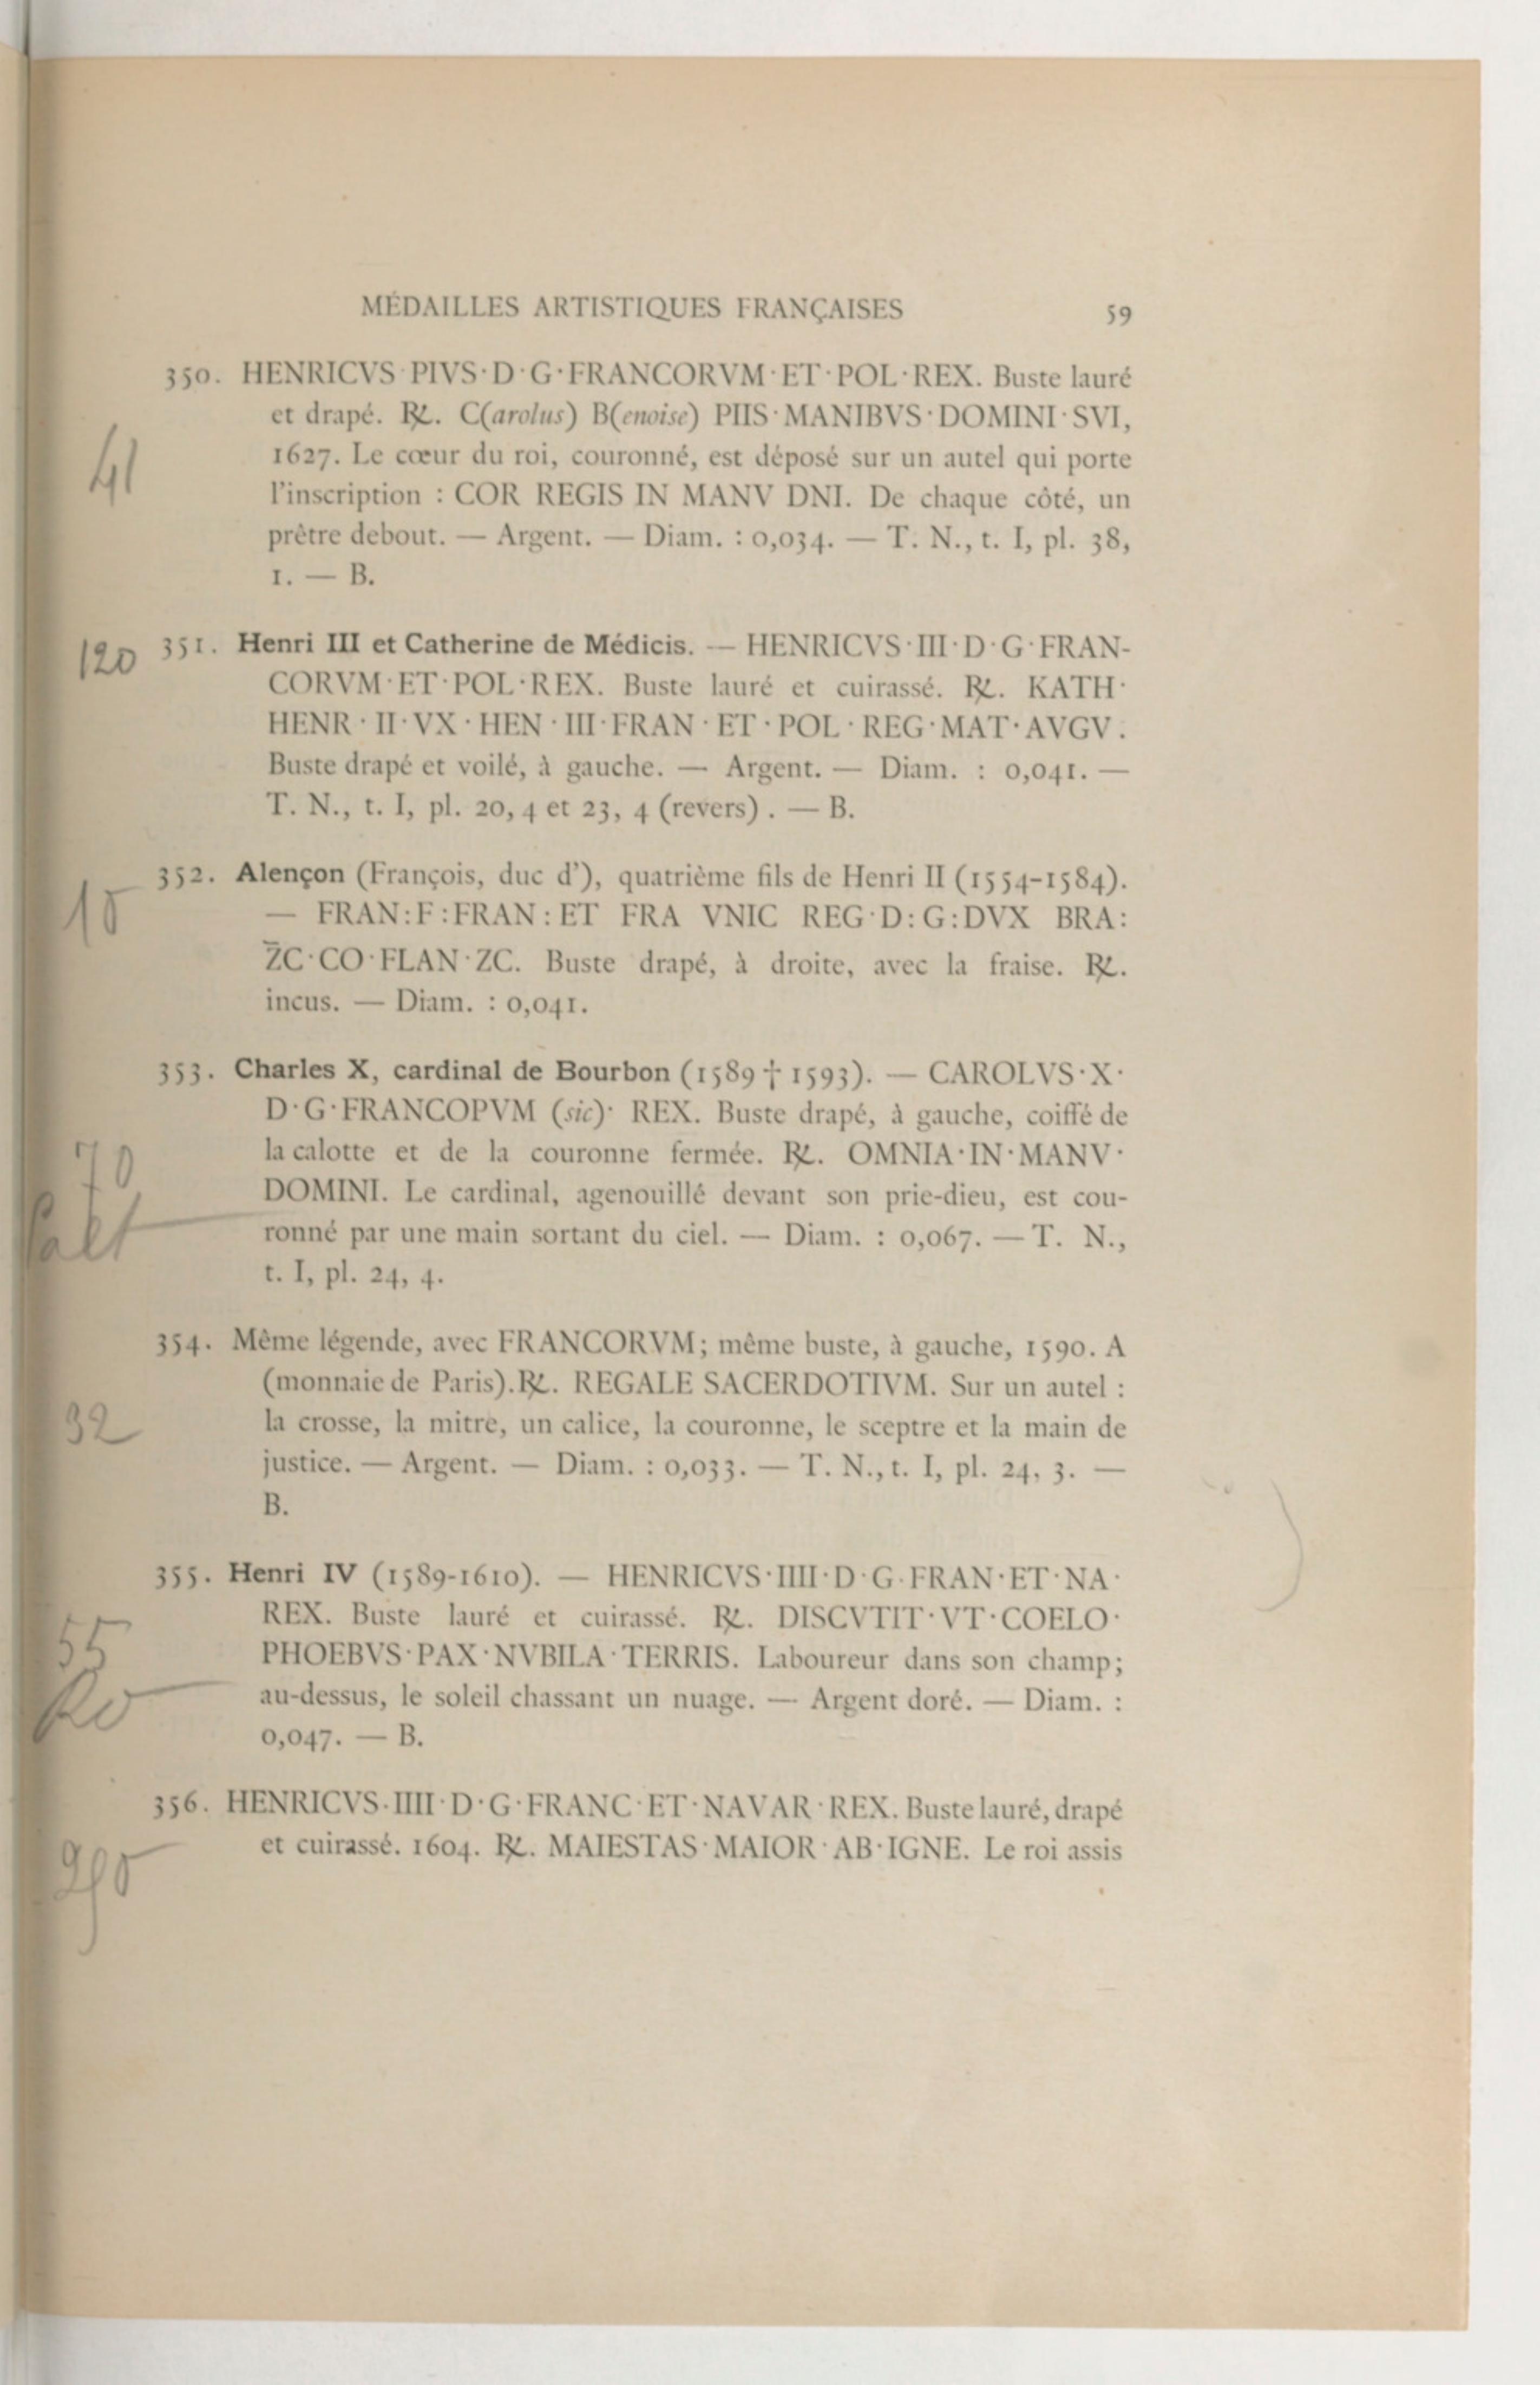 MÉDAILLES ARTISTIQUES FRANÇAISES 59
350. HENRICVS·PIVS·D·G·FRANCORVM·ET·POL·REX. Buste lauré
et drapé. ℞. C(arolus) B(enoise) PIIS·MANIBVS·DOMINI·SVI,
41
1627. Le cœur du roi, couronné, est déposé sur un autel qui porte
l'inscription : COR REGIS IN MANV DNI. De chaque côté, un
prêtre debout. — Argent. — Diam. : 0,034. — T. N., t. I, pl. 38,
1. — B.
120
351. Henri III et Catherine de Médicis. — HENRICVS·III·D·G·FRAN-
CORVM·ET·POL·REX. Buste lauré et cuirassé. ℞. KATH·
HENR·II·VX·HEN·III·FRAN·ET·POL·REG·MAT·AVGV.
Buste drapé et voilé, à gauche. — Argent. — Diam. : 0,041. —
T. N., t. I, pl. 20, 4 et 23, 4 (revers). — B.
352. Alençon (François, duc d'), quatrième fils de Henri II (1554-1584).
15
— FRAN:F:FRAN:ET FRA VNIC REG·D:G:DVX BRA:
Z̄C·CO·FLAN·ZC. Buste drapé, à droite, avec la fraise. ℞.
incus. — Diam. : 0,041.
353. Charles X, cardinal de Bourbon (1589 † 1593). — CAROLVS·X·
D·G·FRANCOPVM (sic)· REX. Buste drapé, à gauche, coiffé de
70
la calotte et de la couronne fermée. ℞. OMNIA·IN·MANV·
DOMINI. Le cardinal, agenouillé devant son prie-dieu, est cou-
ronné par une main sortant du ciel. — Diam. : 0,067. — T. N.,
t. I, pl. 24, 4.
354. Même légende, avec FRANCORVM; même buste, à gauche, 1590. A
(monnaie de Paris). ℞. REGALE SACERDOTIVM. Sur un autel :
32
la crosse, la mitre, un calice, la couronne, le sceptre et la main de
justice. — Argent. — Diam. : 0,033. — T. N., t. I, pl. 24, 3. —
B.
355. Henri IV (1589-1610). — HENRICVS·IIII·D·G·FRAN·ET·NA·
REX. Buste lauré et cuirassé. ℞. DISCVTIT·VT·COELO·
55
PHOEBVS·PAX·NVBILA·TERRIS. Laboureur dans son champ;
au-dessus, le soleil chassant un nuage. — Argent doré. — Diam. :
0,047. — B.
356. HENRICVS·IIII·D·G·FRANC·ET·NAVAR·REX. Buste lauré, drapé
et cuirassé. 1604. ℞. MAIESTAS·MAIOR·AB·IGNE. Le roi assis